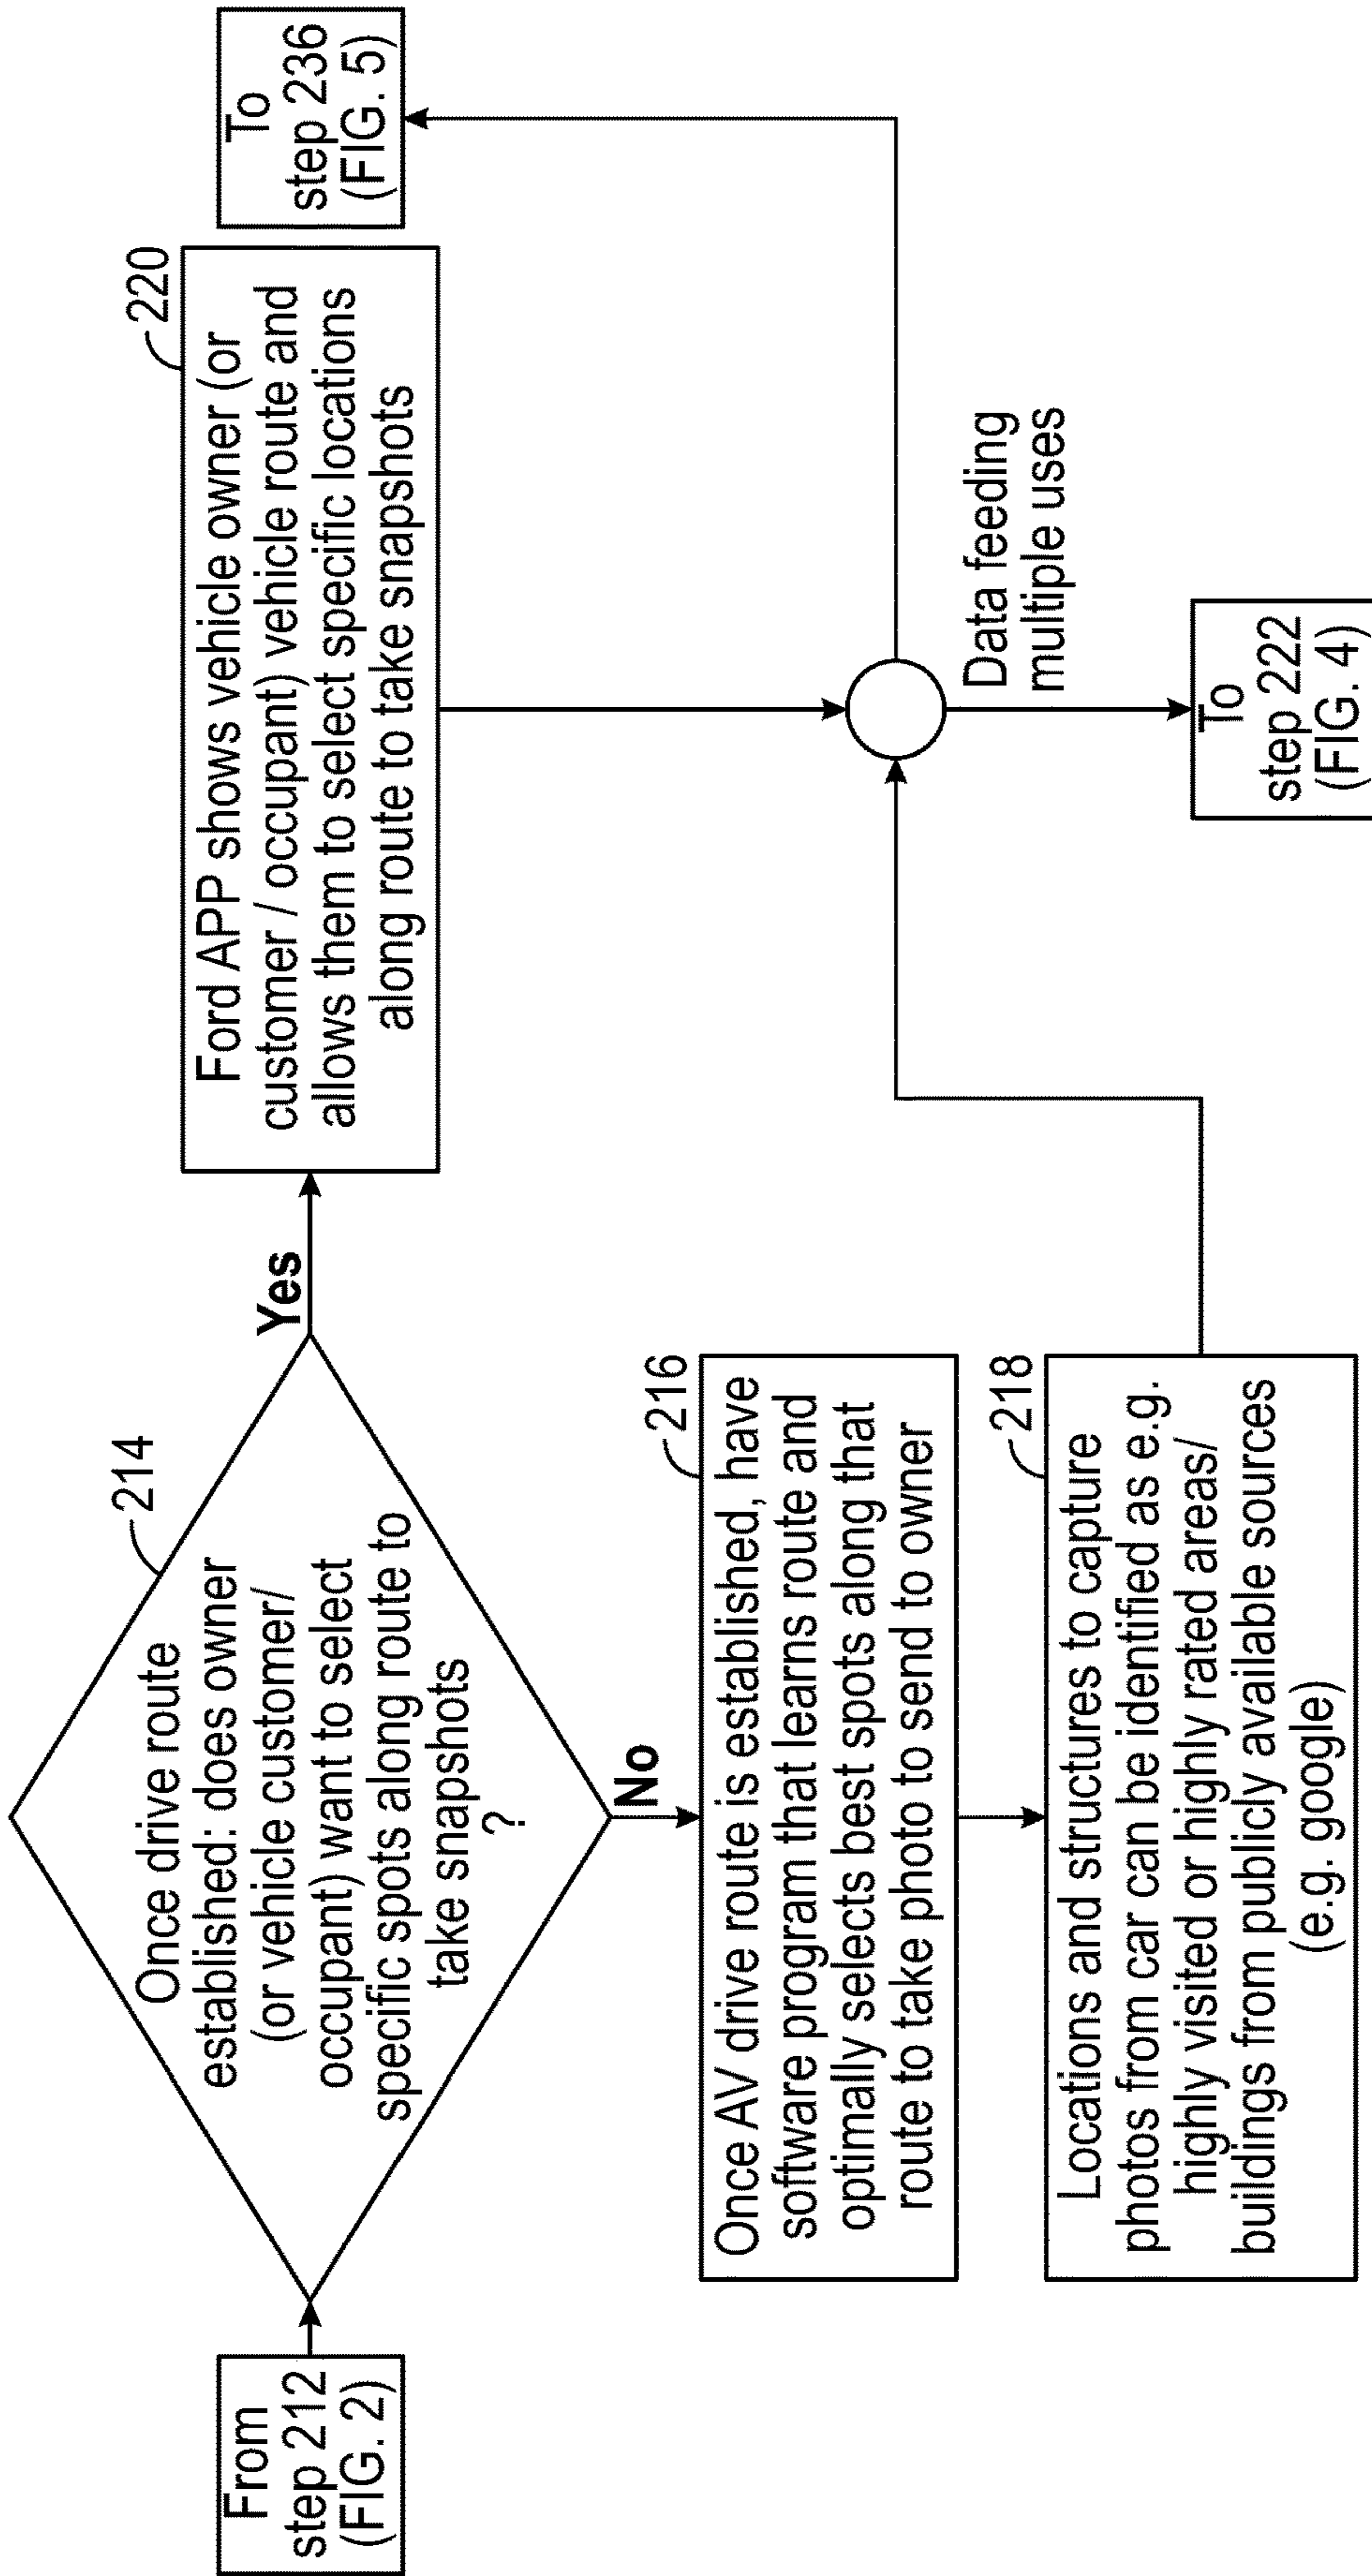 From
step 212
(FIG. 2)
214
Once drive route
established: does owner
(or vehicle customer/
occupant) want to select
specific spots along route to
take snapshots
?
Yes
220
Ford APP shows vehicle owner (or
customer / occupant) vehicle route and
allows them to select specific locations
along route to take snapshots
To
step 236
(FIG. 5)
No
216
Once AV drive route is established, have
software program that learns route and
optimally selects best spots along that
route to take photo to send to owner
218
Locations and structures to capture
photos from car can be identified as e.g.
highly visited or highly rated areas/
buildings from publicly available sources
(e.g. google)
Data feeding
multiple uses
To
step 222
(FIG. 4)